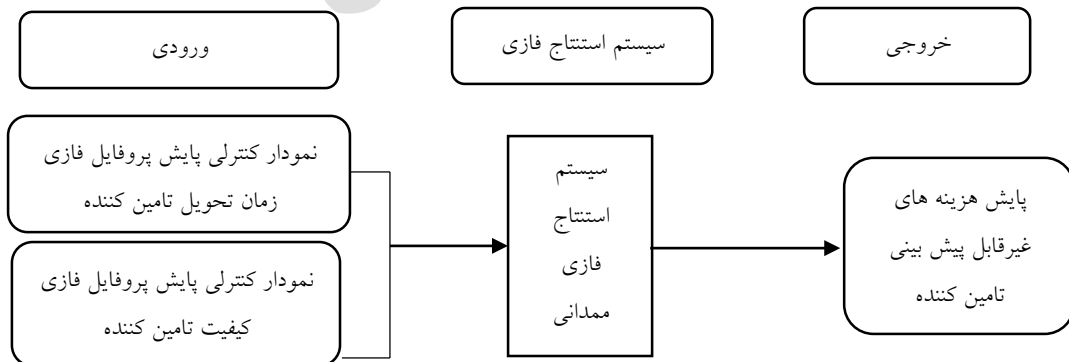 ورودی
سیستم استنتاج فازی
خروجی
نمودار کنترلی پایش پروفایل فازی
زمان تحویل تامین کننده
نمودار کنترلی پایش پروفایل فازی
کیفیت تامین کننده
سیستم
استنتاج
فازی
ممدانی
پایش هزینه های
غیرقابل پیش بینی
تامین کننده